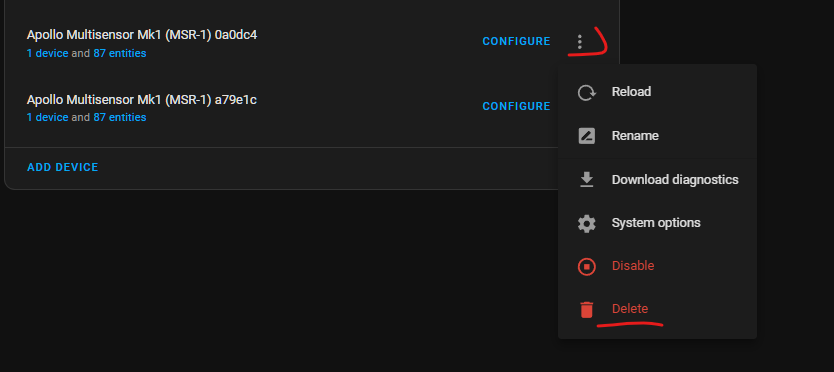 Apollo Multisensor Mk1 (MSR-1) 0a0dc4
1 device and 87 entities
CONFIGURE
Apollo Multisensor Mk1 (MSR-1) a79e1c
1 device and 87 entities
CONFIGURE
ADD DEVICE
Reload
Rename
Download diagnostics
System options
Disable
Delete